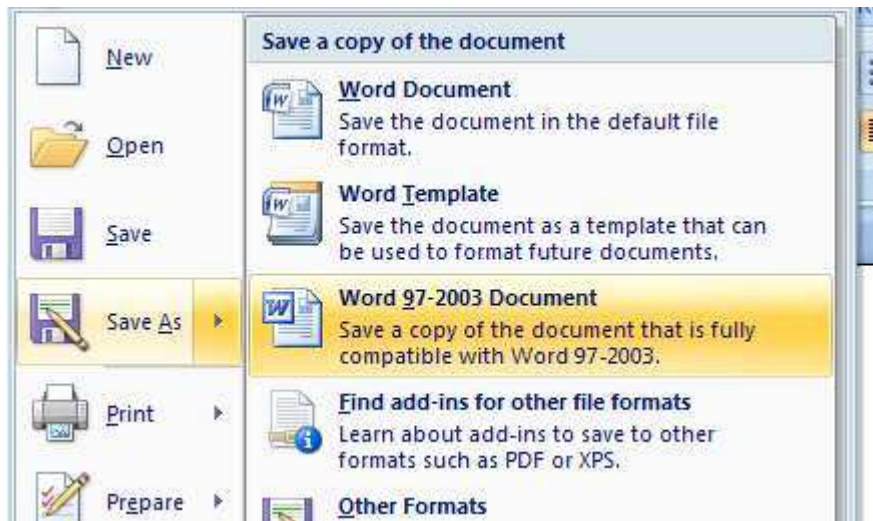 New
Open
Save
Save As
Print
Prepare
Save a copy of the document
Word Document
Save the document in the default file
format.
Word Template
Save the document as a template that can
be used to format future documents.
Word 97-2003 Document
Save a copy of the document that is fully
compatible with Word 97-2003.
Find add-ins for other file formats
Learn about add-ins to save to other
formats such as PDF or XPS.
Other Formats